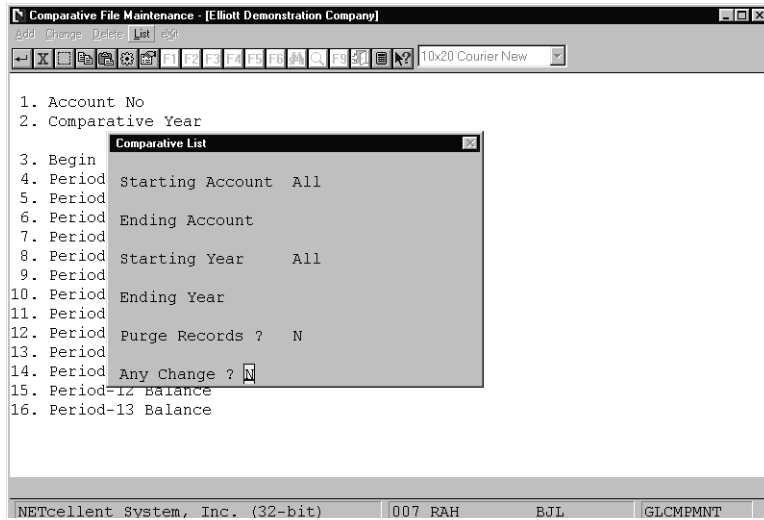 Comparative File Maintenance - [Elliott Demonstration Company]
Add Change Delete List eXit
F1 F2 F3 F4 F5 F6 F9 10x20 Courier New
1. Account No
2. Comparative Year
Comparative List
3. Begin
4. Period
5. Period
6. Period
7. Period
8. Period
9. Period
10. Period
11. Period
12. Period
13. Period
14. Period
Starting Account All
Ending Account
Starting Year All
Ending Year
Purge Records ? N
Any Change ? N
15. Period-12 Balance
16. Period-13 Balance
NETcellent System, Inc. (32-bit) 007 RAH BJL GLCMPMNT